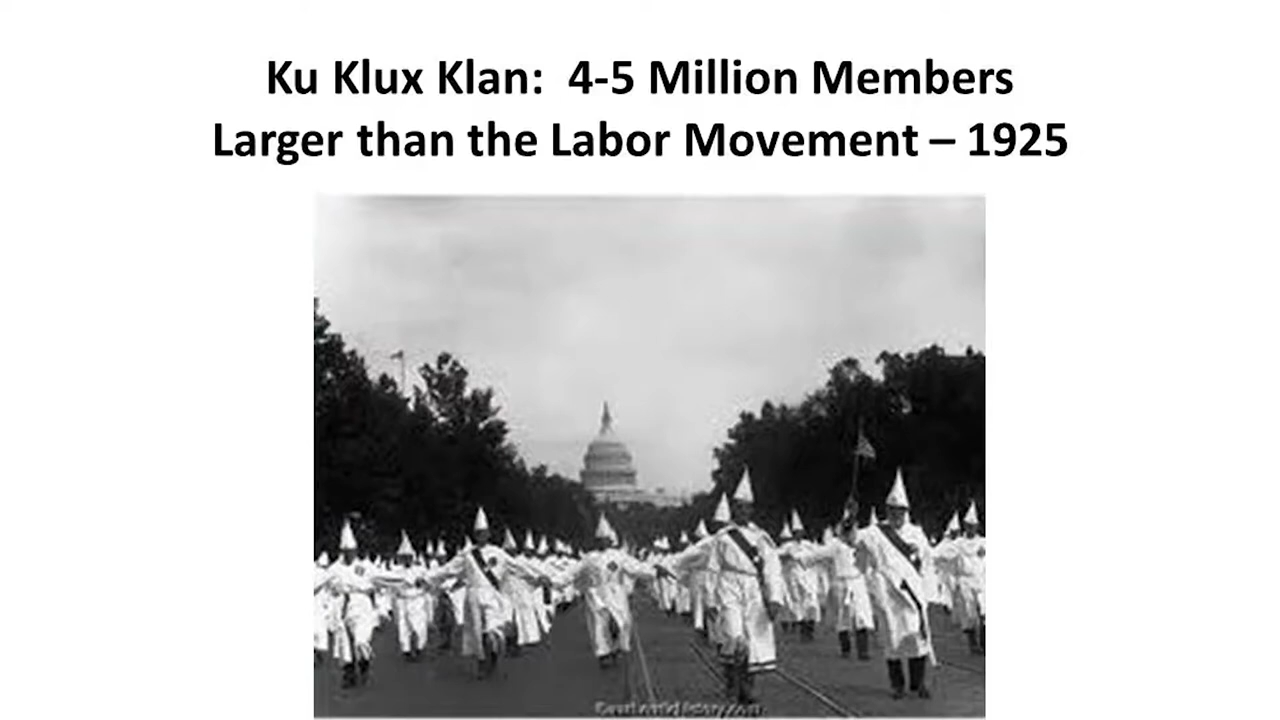 Ku Klux Klan:  4-5 Million Members
Larger than the Labor Movement – 1925